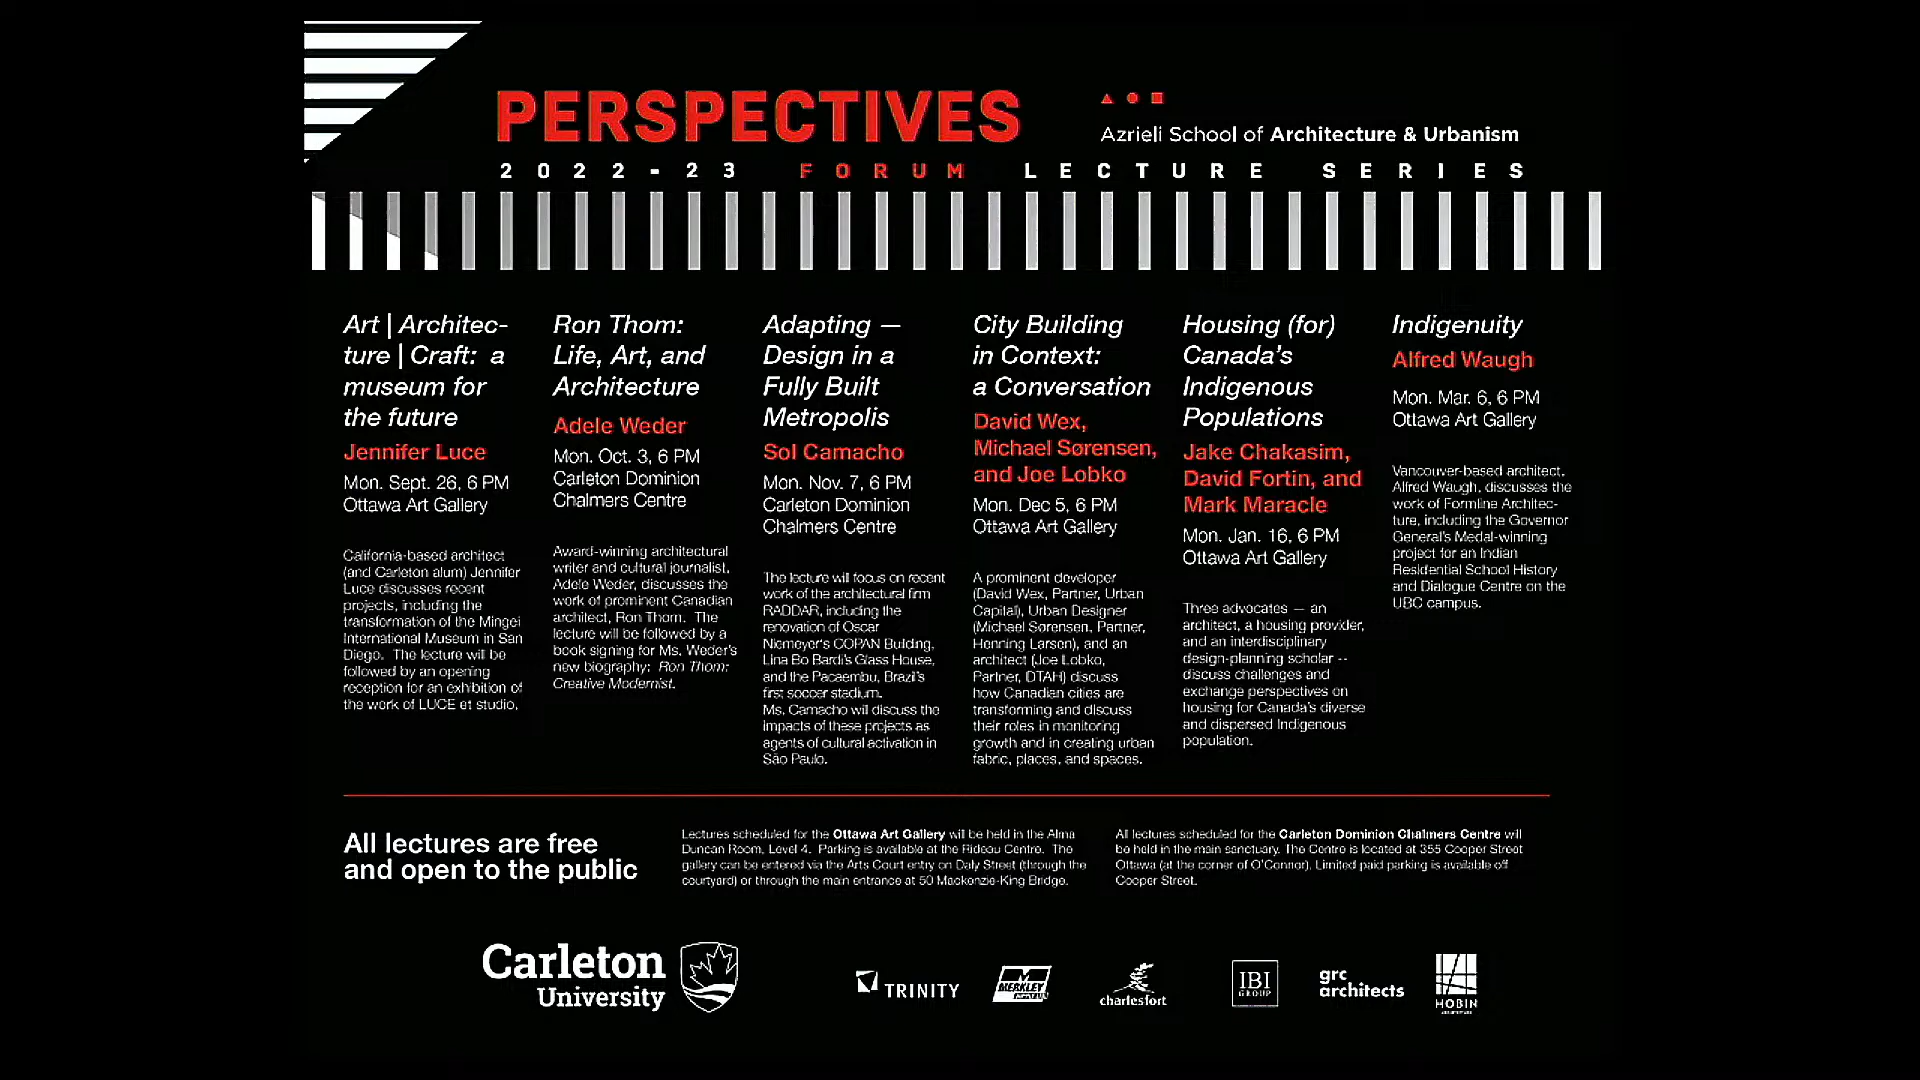 PERSPECTIVES
Azrieli School of Architecture & Urbanism
2022-23 FORUM LECTURE SERIES
Art | Architec-
ture | Craft: a
museum for
the future
Jennifer Luce
Mon. Sept. 26, 6 PM
Ottawa Art Gallery
California-based architect
(and Carleton alum) Jennifer
Luce discusses recent
projects, including the
transformation of the Mingei
International Museum in San
Diego. The lecture will be
followed by an opening
reception for an exhibition of
the work of LUCE et studio.
Ron Thom:
Life, Art, and
Architecture
Adele Weder
Mon. Oct. 3, 6 PM
Carleton Dominion
Chalmers Centre
Award-winning architectural
writer and cultural journalist,
Adele Weder, discusses the
work of prominent Canadian
architect, Ron Thom. The
lecture will be followed by a
book signing for Ms. Weder's
new biography; Ron Thom:
Creative Modernist.
Adapting —
Design in a
Fully Built
Metropolis
Sol Camacho
Mon. Nov. 7, 6 PM
Carleton Dominion
Chalmers Centre
The lecture will focus on recent
work of the architectural firm
RADDAR, including the
renovation of Oscar
Niemeyer's COPAN Building,
Lina Bo Bardi's Glass House,
and the Pacaembu, Brazil's
first soccer stadium.
Ms. Camacho will discuss the
impacts of these projects as
agents of cultural activation in
São Paulo.
City Building
in Context:
a Conversation
David Wex,
Michael Sørensen,
and Joe Lobko
Mon. Dec 5, 6 PM
Ottawa Art Gallery
A prominent developer
(David Wex, Partner, Urban
Capital), Urban Designer
(Michael Sørensen, Partner,
Henning Larsen), and an
architect (Joe Lobko,
Partner, DTAH) discuss
how Canadian cities are
transforming and discuss
their roles in monitoring
growth and in creating urban
fabric, places, and spaces.
Housing (for)
Canada's
Indigenous
Populations
Jake Chakasim,
David Fortin, and
Mark Maracle
Mon. Jan. 16, 6 PM
Ottawa Art Gallery
Three advocates — an
architect, a housing provider,
and an interdisciplinary
design-planning scholar --
discuss challenges and
exchange perspectives on
housing for Canada's diverse
and dispersed Indigenous
population.
Indigenuity
Alfred Waugh
Mon. Mar. 6, 6 PM
Ottawa Art Gallery
Vancouver-based architect,
Alfred Waugh, discusses the
work of Formline Architec-
ture, including the Governor
General's Medal-winning
project for an Indian
Residential School History
and Dialogue Centre on the
UBC campus.
All lectures are free
and open to the public
Lectures scheduled for the Ottawa Art Gallery will be held in the Alma
Duncan Room, Level 4. Parking is available at the Rideau Centre. The
gallery can be entered via the Arts Court entry on Daly Street (through the
courtyard) or through the main entrance at 50 Mackenzie-King Bridge.
All lectures scheduled for the Carleton Dominion Chalmers Centre will
be held in the main sanctuary. The Centre is located at 355 Cooper Street
Ottawa (at the corner of O'Connor). Limited paid parking is available off
Cooper Street.
Carleton
University
TRINITY
MERKLEY
charlesfort
IBI
GROUP
grc
architects
HOBIN